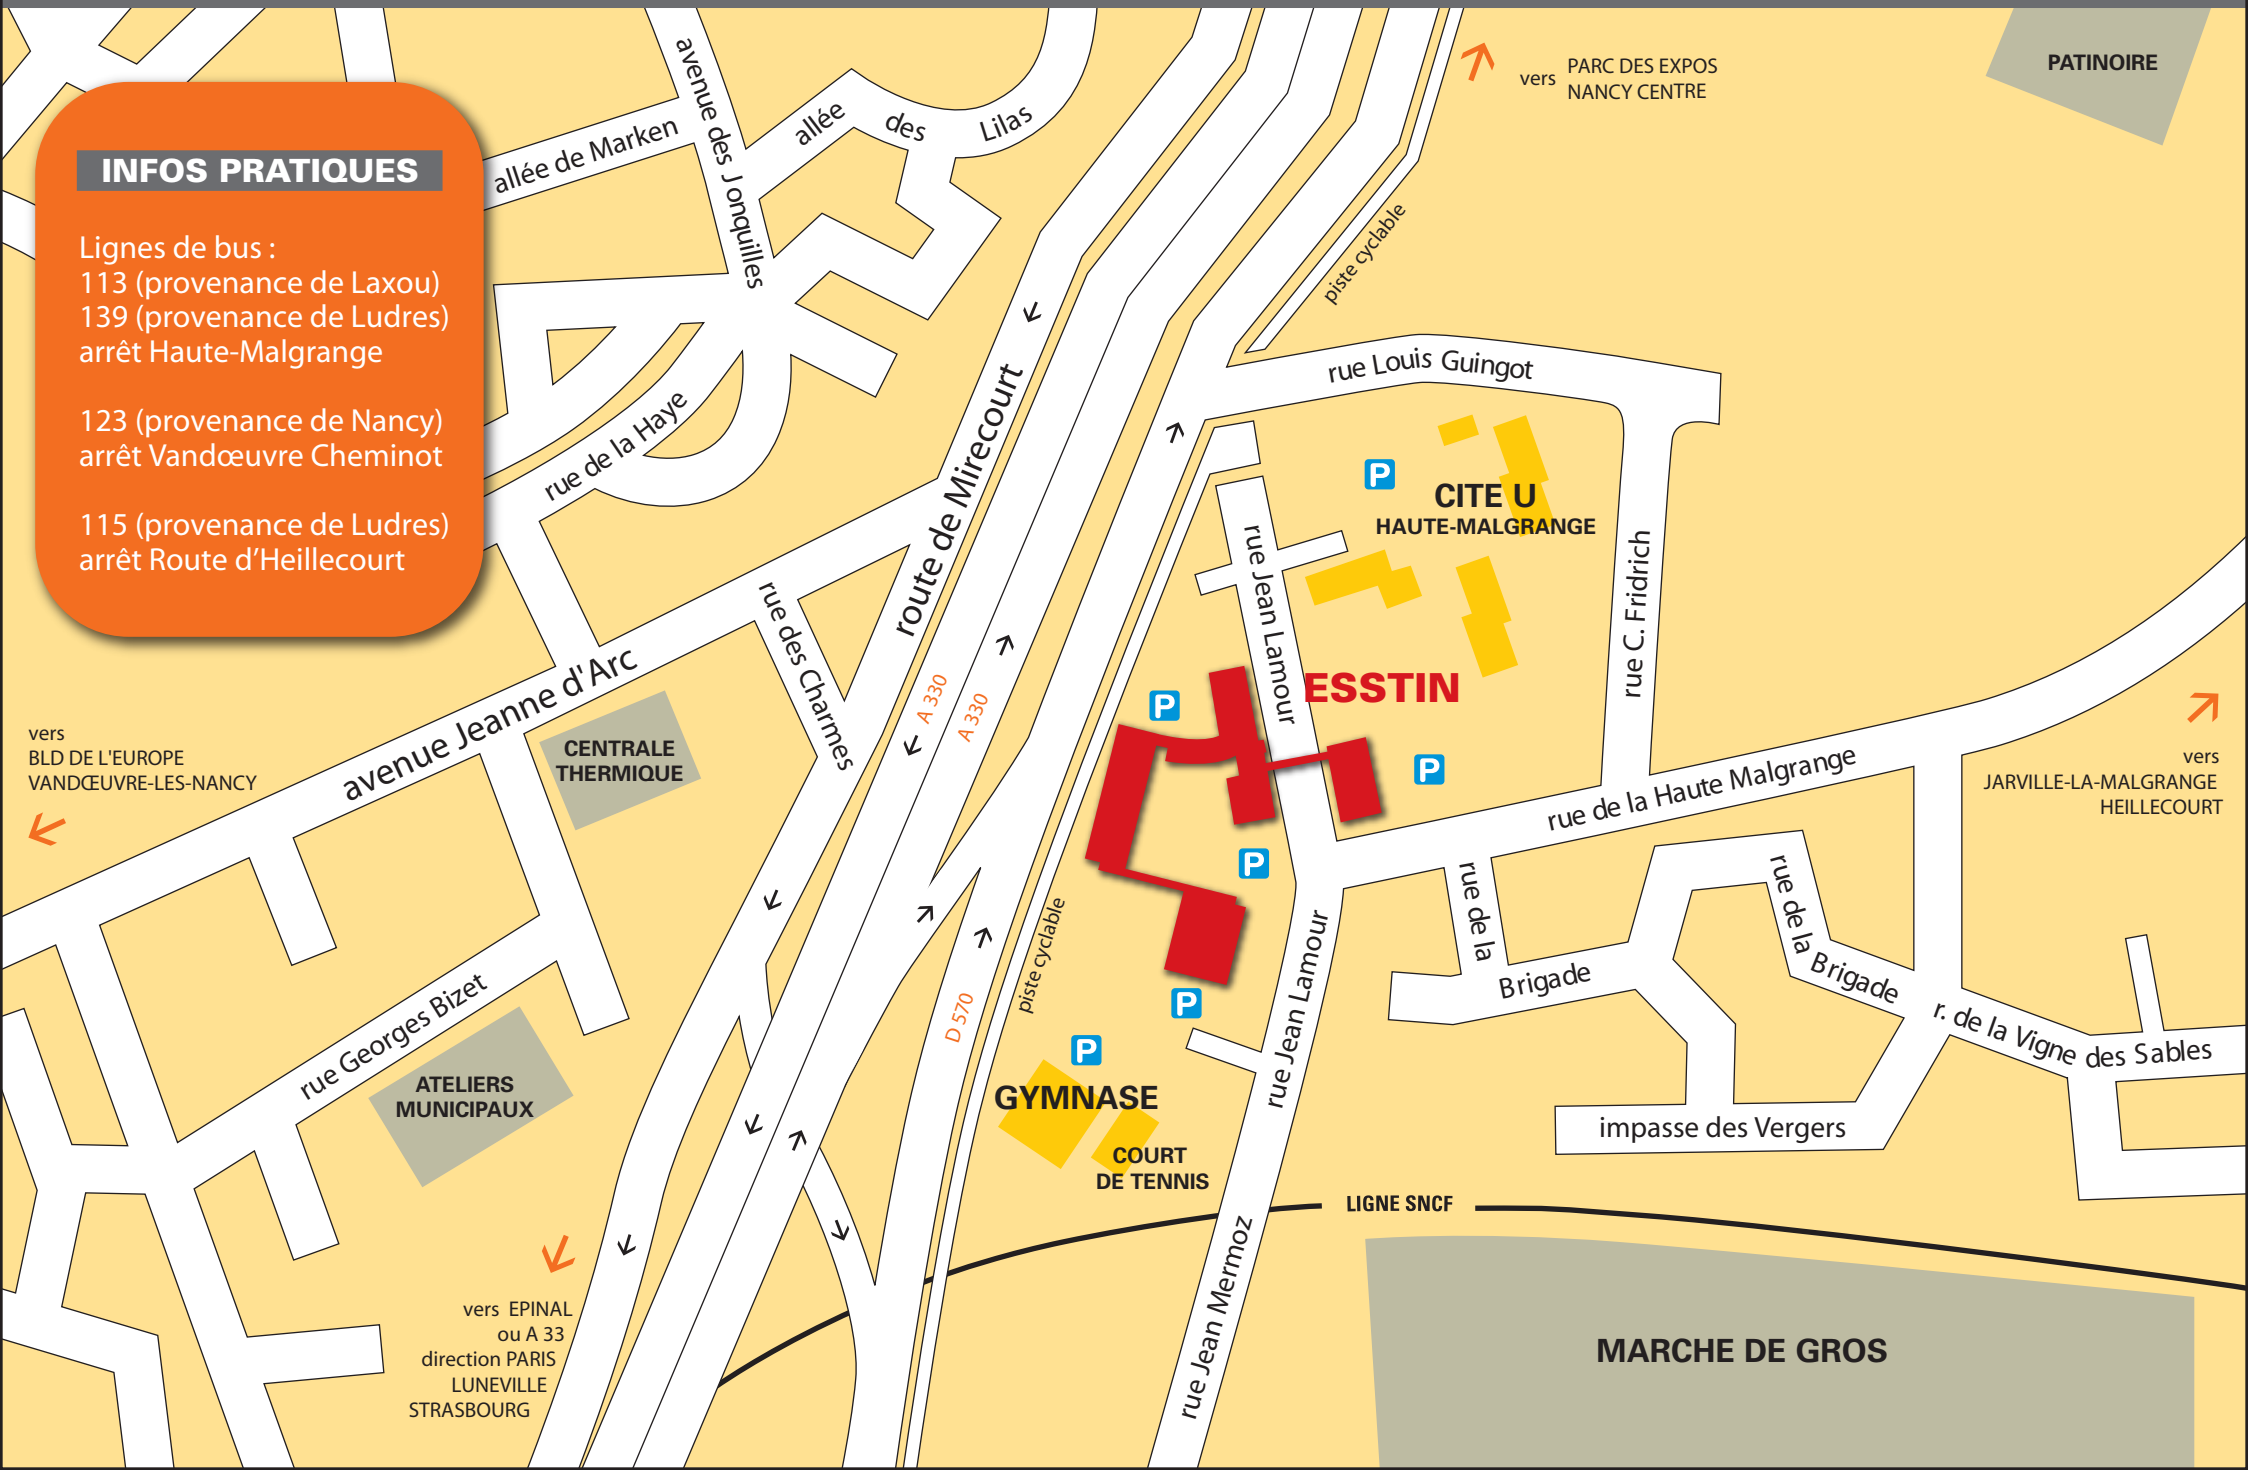 INFOS PRATIQUES
Lignes de bus :
113 (provenance de Laxou)
139 (provenance de Ludres)
arrêt Haute-Malgrange
123 (provenance de Nancy)
arrêt Vandœuvre Cheminot
115 (provenance de Ludres)
arrêt Route d'Heillecourt
allée de Marken
avenue des Jonquilles
allée des Lilas
vers PARC DES EXPOS
NANCY CENTRE
PATINOIRE
piste cyclable
rue de la Haye
route de Mirecourt
rue Louis Guingot
P
CITE U
HAUTE-MALGRANGE
rue Jean Lamour
rue C. Fridrich
rue des Charmes
avenue Jeanne d'Arc
A 330
A 330
P
ESSTIN
P
vers
BLD DE L'EUROPE
VANDŒUVRE-LES-NANCY
CENTRALE
THERMIQUE
vers
JARVILLE-LA-MALGRANGE
HEILLECOURT
rue de la Haute Malgrange
P
rue de la
Brigade
rue de la
Brigade
r. de la Vigne des Sables
piste cyclable
D 570
rue Jean Lamour
P
P
rue Georges Bizet
ATELIERS
MUNICIPAUX
GYMNASE
COURT
DE TENNIS
impasse des Vergers
LIGNE SNCF
rue Jean Mermoz
vers EPINAL
ou A 33
direction PARIS
LUNEVILLE
STRASBOURG
MARCHE DE GROS